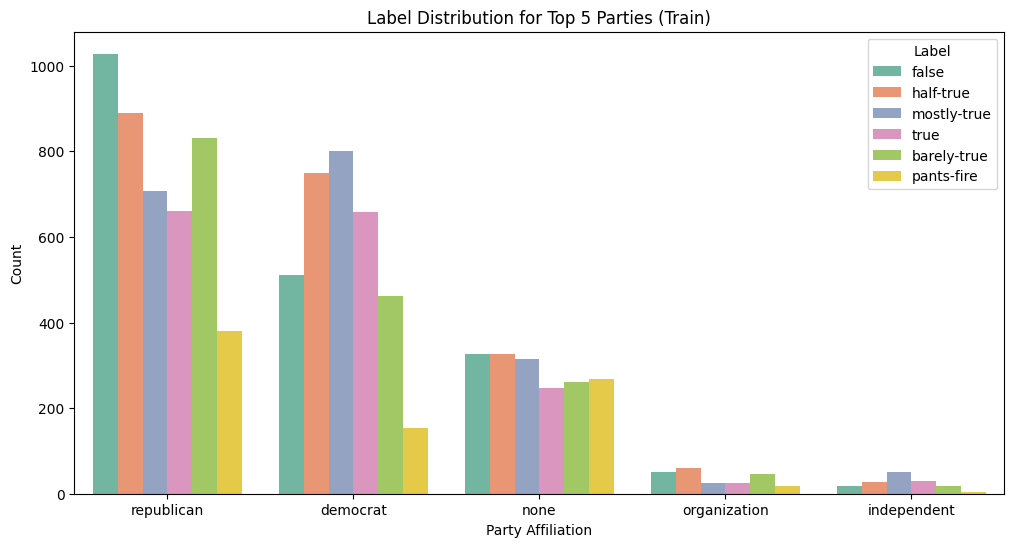 Label Distribution for Top 5 Parties (Train)
Label
false
half-true
mostly-true
true
barely-true
pants-fire
1000
800
600
400
200
0
Count
republican
democrat
none
organization
independent
Party Affiliation